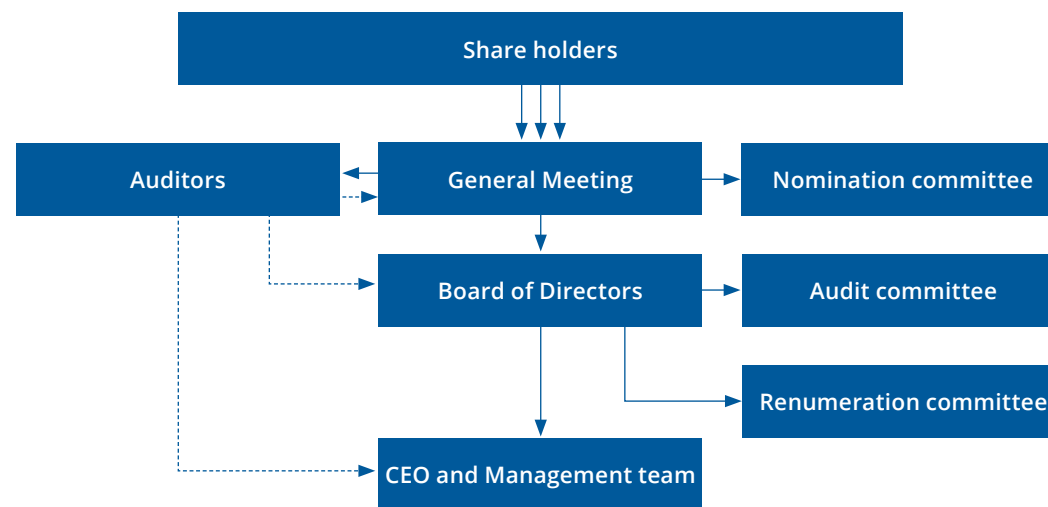 Share holders
Auditors
General Meeting
Nomination committee
Board of Directors
Audit committee
Renumeration committee
CEO and Management team